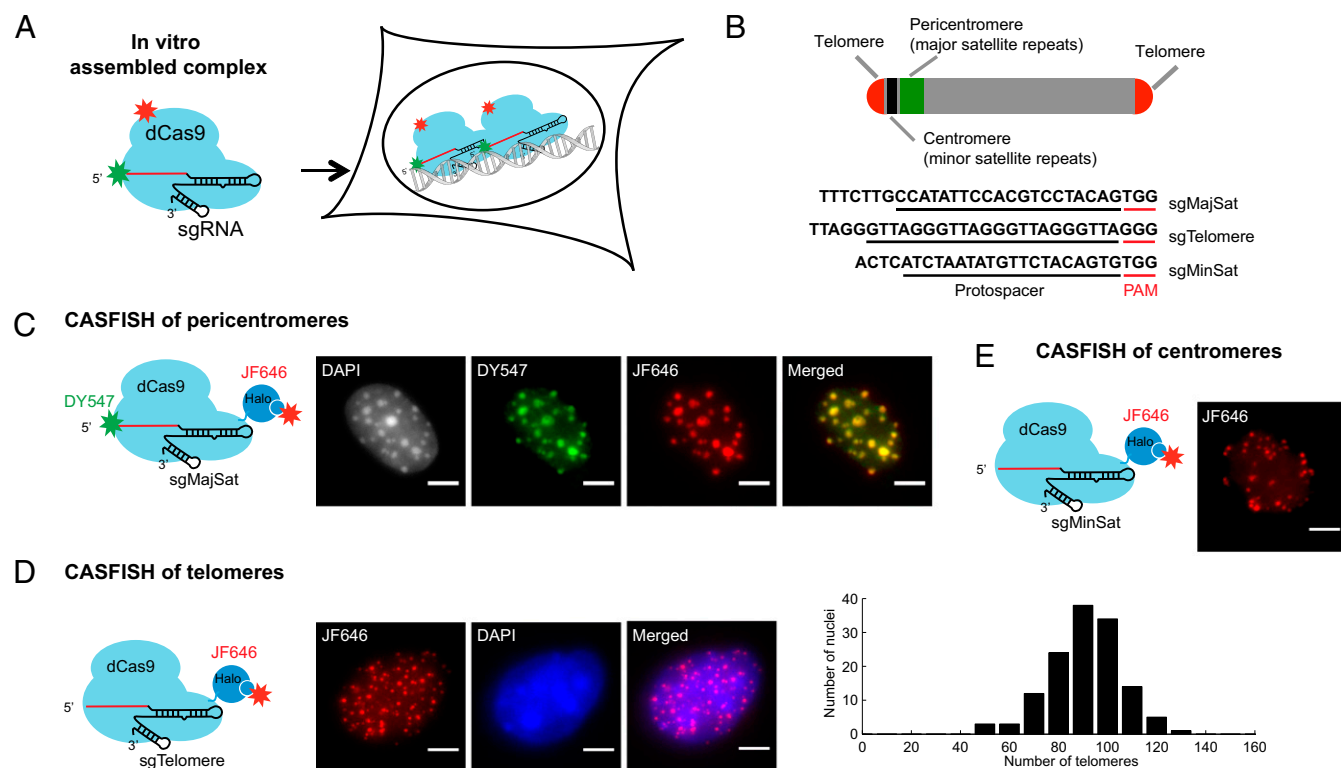 A
In vitro
assembled complex
dCas9
5’
3’
sgRNA
5’
3’
5’
3’
B
Telomere
Pericentromere
(major satellite repeats)
Telomere
Centromere
(minor satellite repeats)
TTTCTTGCCATATTCCACGTCCTACAGTGG sgMajSat
TTAGGGTTAGGGTTAGGGTTAGGGTTAGGG sgTelomere
ACTCATCTAATATGTTCTACAGTGTGG sgMinSat
Protospacer PAM
C CASFISH of pericentromeres
JF646
dCas9
Halo
DY547
5’
3’
sgMajSat
DAPI
DY547
JF646
Merged
E CASFISH of centromeres
JF646
dCas9
Halo
5’
3’
sgMinSat
JF646
D CASFISH of telomeres
JF646
dCas9
Halo
5’
3’
sgTelomere
JF646
DAPI
Merged
Number of nuclei
40
30
20
10
0
0 20 40 60 80 100 120 140 160
Number of telomeres